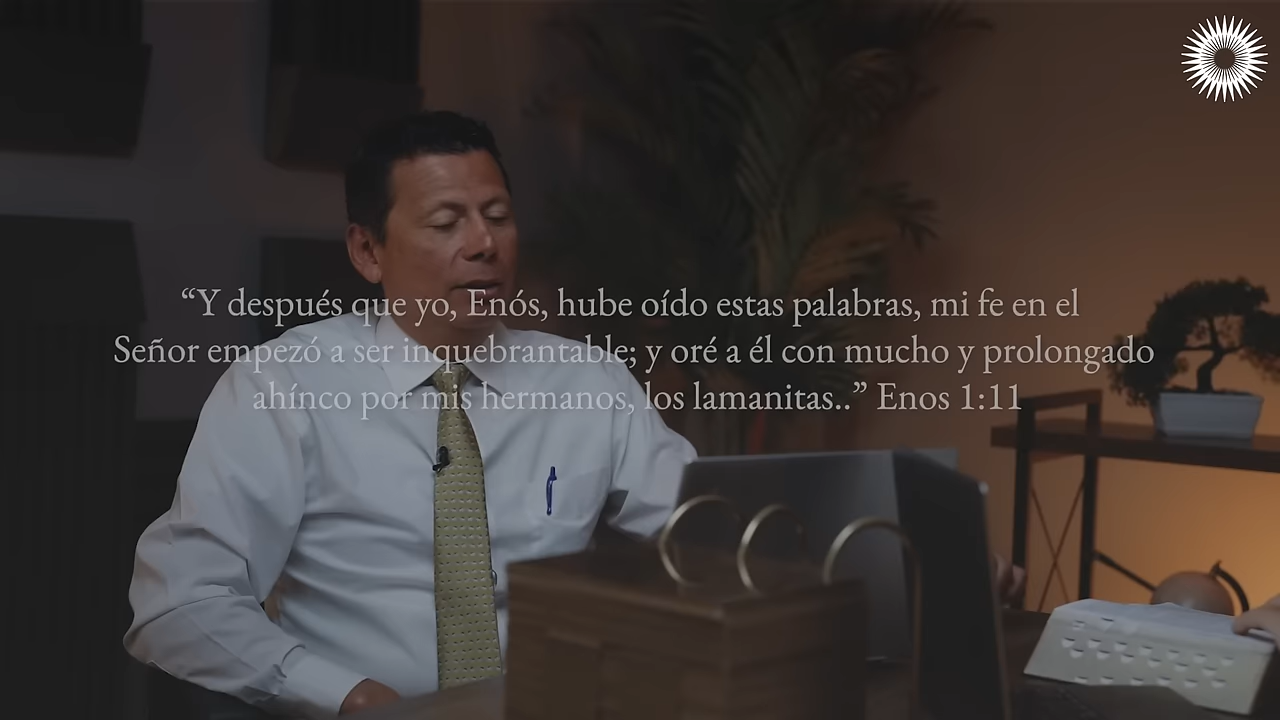 “Y después que yo, Enós, hube oído estas palabras, mi fe en el
Señor empezó a ser inquebrantable; y oré a él con mucho y prolongado
ahínco por mis hermanos, los lamanitas..” Enos 1:11